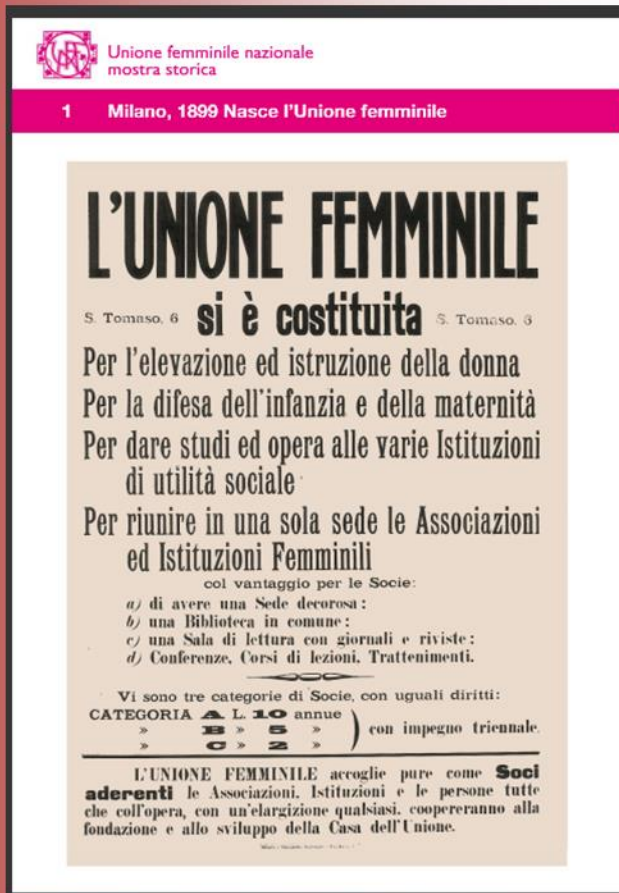 Unione femminile nazionale
mostra storica
1 Milano, 1899 Nasce l'Unione femminile
L'UNIONE FEMMINILE
S. Tomaso, 6 si è costituita S. Tomaso, 6
Per l'elevazione ed istruzione della donna
Per la difesa dell'infanzia e della maternità
Per dare studi ed opera alle varie Istituzioni
di utilità sociale
Per riunire in una sola sede le Associazioni
ed Istituzioni Femminili
col vantaggio per le Socie:
a) di avere una Sede decorosa:
b) una Biblioteca in comune:
c) una Sala di lettura con giornali e riviste:
d) Conferenze, Corsi di lezioni, Trattenimenti.
Vi sono tre categorie di Socie, con uguali diritti:
CATEGORIA A L. 10 annue
» B » 5 » ) con impegno triennale.
» C » 2 »
L'UNIONE FEMMINILE accoglie pure come Soci
aderenti le Associazioni, Istituzioni e le persone tutte
che coll'opera, con un'elargizione qualsiasi, coopereranno alla
fondazione e allo sviluppo della Casa dell'Unione.